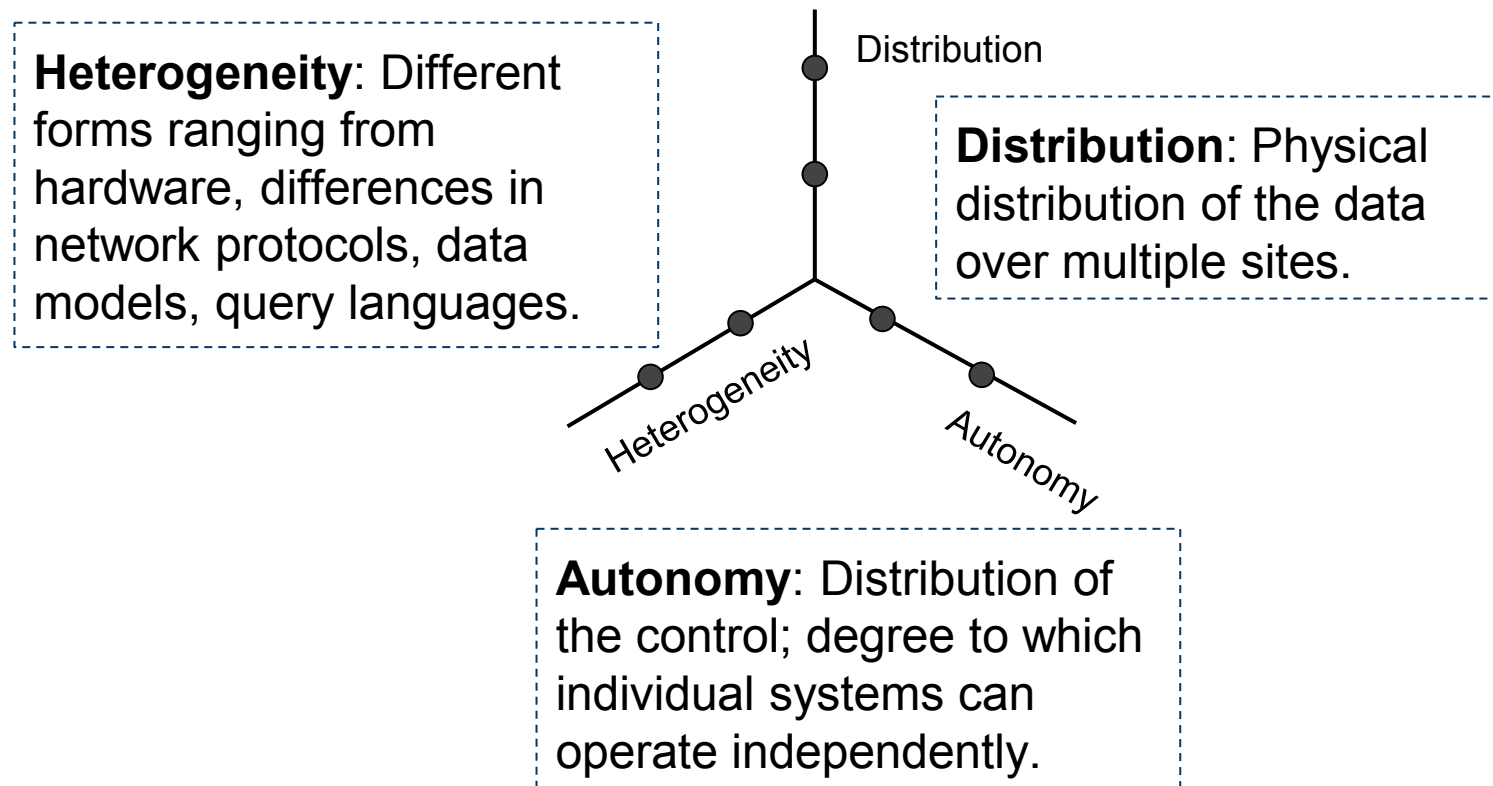 Heterogeneity: Different
forms ranging from
hardware, differences in
network protocols, data
models, query languages.
Distribution
Distribution: Physical
distribution of the data
over multiple sites.
Heterogeneity
Autonomy
Autonomy: Distribution of
the control; degree to which
individual systems can
operate independently.